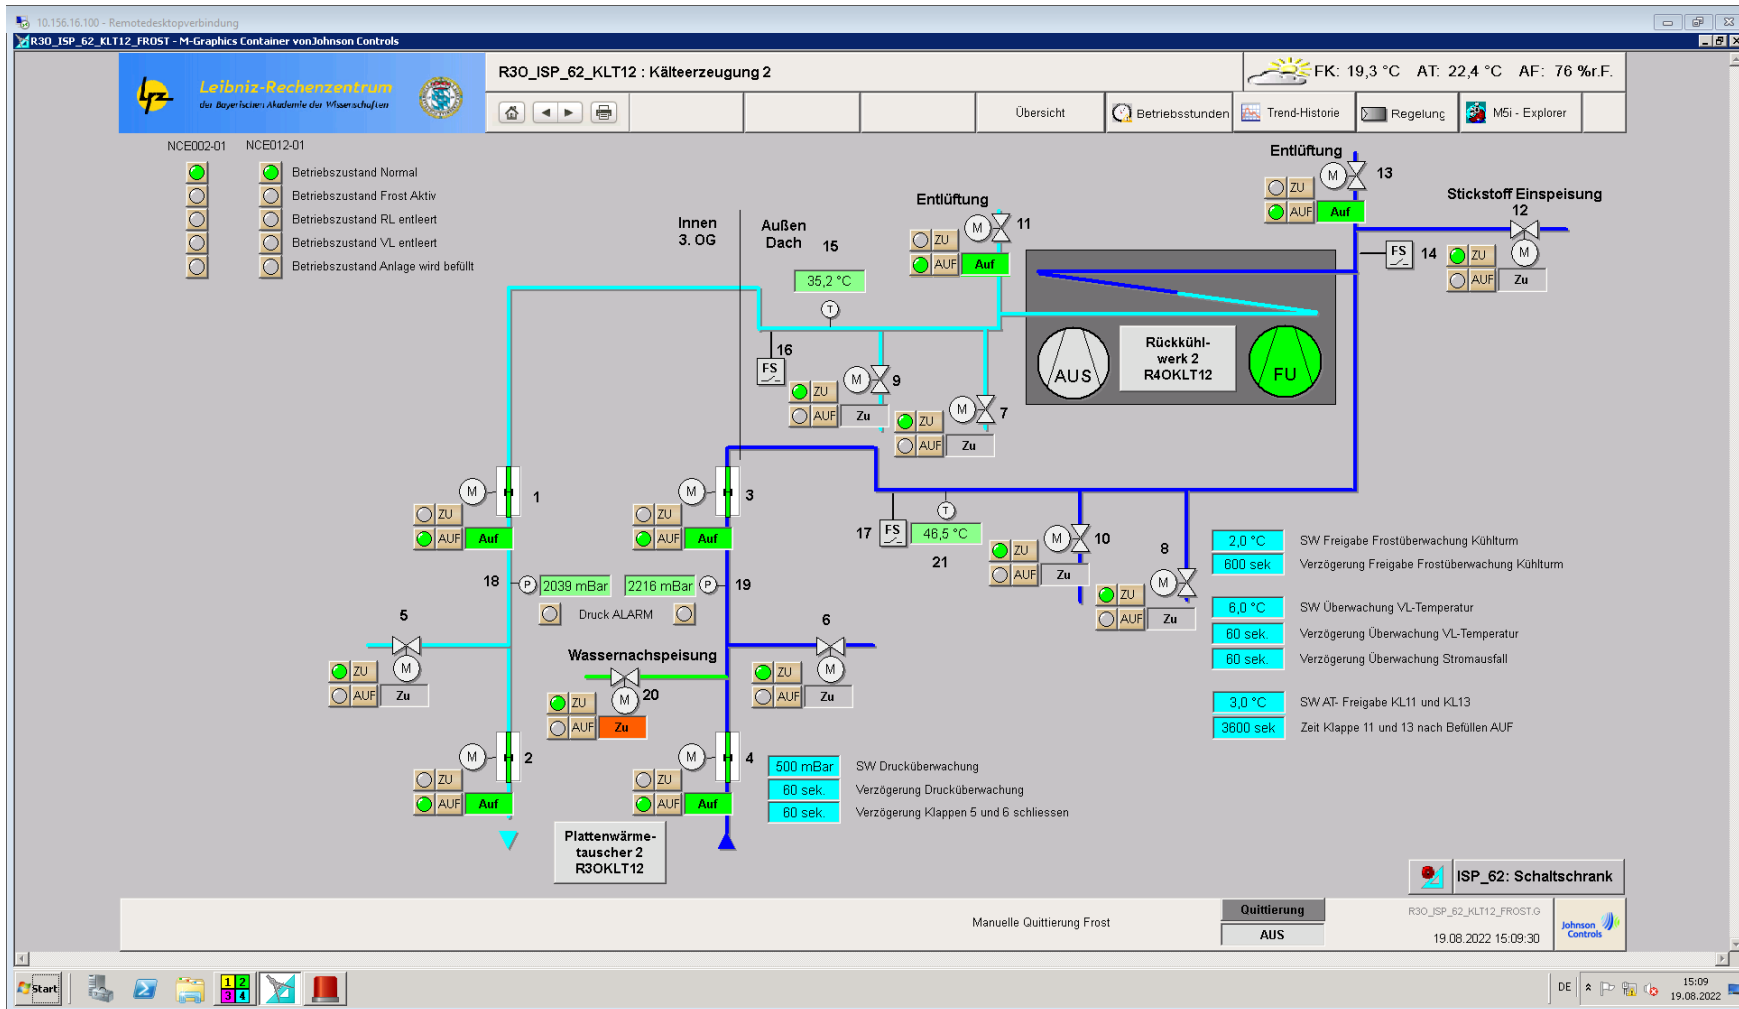 10.156.16.100 - Remotedesktopverbindung
R3O_ISP_62_KLT12_FROST - M-Graphics Container von Johnson Controls
Leibniz-Rechenzentrum
der Bayerischen Akademie der Wissenschaften
R3O_ISP_62_KLT12 : Kälteerzeugung 2
FK: 19,3 °C AT: 22,4 °C AF: 76 %r.F.
Übersicht
Betriebsstunden
Trend-Historie
Regelung
M5i - Explorer
NCE002-01 NCE012-01
Betriebszustand Normal
Betriebszustand Frost Aktiv
Betriebszustand RL entleert
Betriebszustand VL entleert
Betriebszustand Anlage wird befüllt
Innen
3. OG
Außen
Dach
15
35,2 °C
T
Entlüftung
M 11
ZU
AUF Auf
Entlüftung
M 13
ZU
AUF Auf
Stickstoff Einspeisung
12
M
ZU
AUF Zu
FS 14
16
FS
M 9
ZU
AUF Zu
M 7
ZU
AUF Zu
AUS
Rückkühl-
werk 2
R4OKLT12
FU
M 1
ZU
AUF Auf
M 3
ZU
AUF Auf
17 FS
T
46,5 °C
21
M 10
ZU
AUF Zu
8
M
ZU
AUF Zu
18 P 2039 mBar 2216 mBar P 19
Druck ALARM
5
M
ZU
AUF Zu
6
M
ZU
AUF Zu
Wassernachspeisung
M 20
ZU
AUF Zu
M 2
ZU
AUF Auf
M 4
ZU
AUF Auf
2,0 °C SW Freigabe Frostüberwachung Kühlturm
600 sek Verzögerung Freigabe Frostüberwachung Kühlturm
6,0 °C SW Überwachung VL-Temperatur
60 sek. Verzögerung Überwachung VL-Temperatur
60 sek. Verzögerung Überwachung Stromausfall
3,0 °C SW AT- Freigabe KL11 und KL13
3600 sek Zeit Klappe 11 und 13 nach Befüllen AUF
500 mBar SW Drucküberwachung
60 sek. Verzögerung Drucküberwachung
60 sek. Verzögerung Klappen 5 und 6 schliessen
Plattenwärme-
tauscher 2
R3OKLT12
ISP_62: Schaltschrank
Manuelle Quittierung Frost
Quittierung
AUS
R3O_ISP_62_KLT12_FROST.G
19.08.2022 15:09:30
Johnson
Controls
Start
1 2
3 4
DE
15:09
19.08.2022